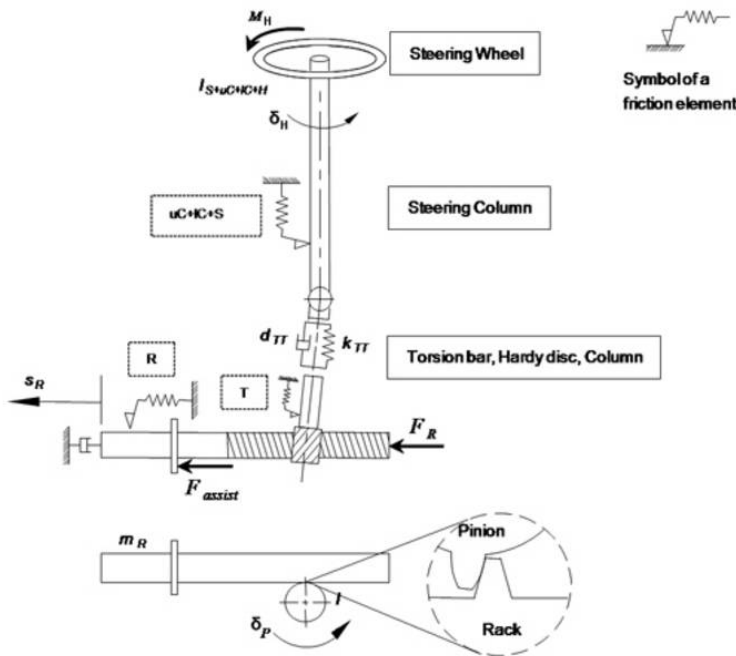 M_H
Steering Wheel
I_S+uC+lC+H
Symbol of a
friction element
δ_H
uC+lC+S
Steering Column
d_TT
k_TT
Torsion bar, Hardy disc, Column
R
T
s_R
F_R
F_assist
m_R
Pinion
I
δ_P
Rack